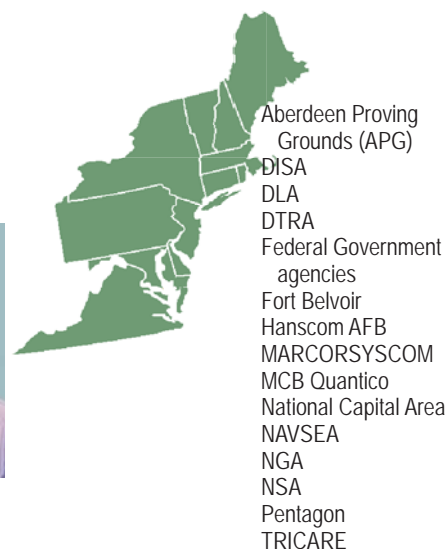 Aberdeen Proving
Grounds (APG)
DISA
DLA
DTRA
Federal Government
agencies
Fort Belvoir
Hanscom AFB
MARCORSYSCOM
MCB Quantico
National Capital Area
NAVSEA
NGA
NSA
Pentagon
TRICARE